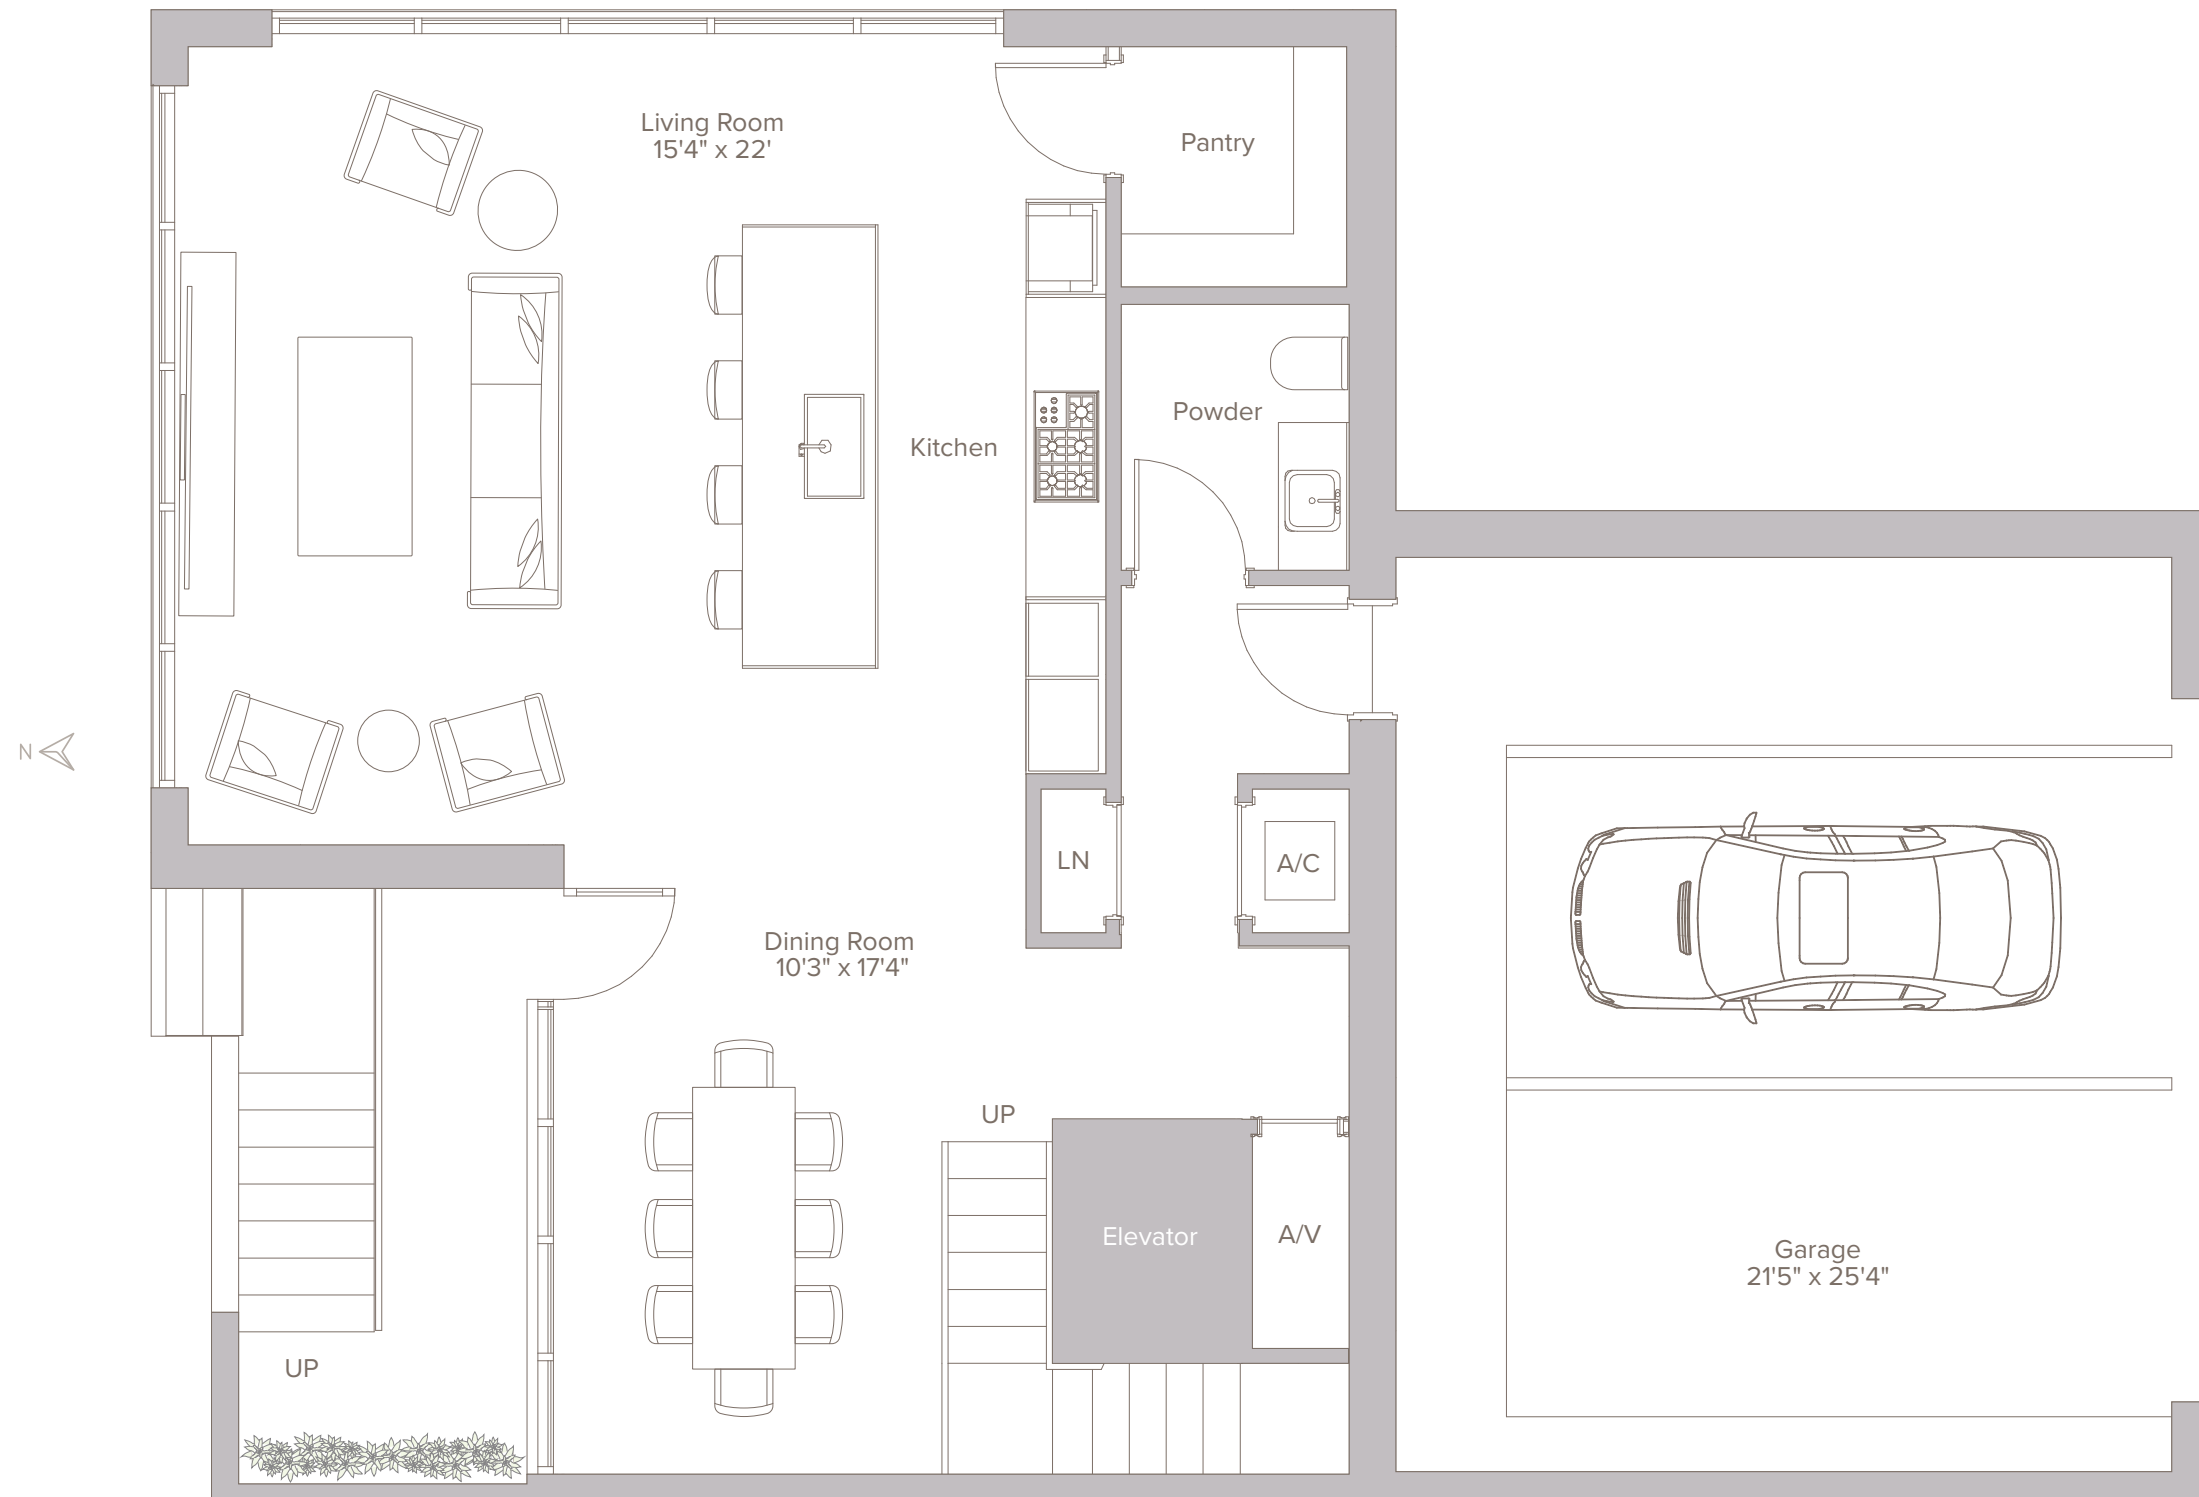 Living Room
15'4" x 22'
Pantry
Powder
Kitchen
N
LN
A/C
Dining Room
10'3" x 17'4"
UP
Elevator
A/V
Garage
21'5" x 25'4"
UP